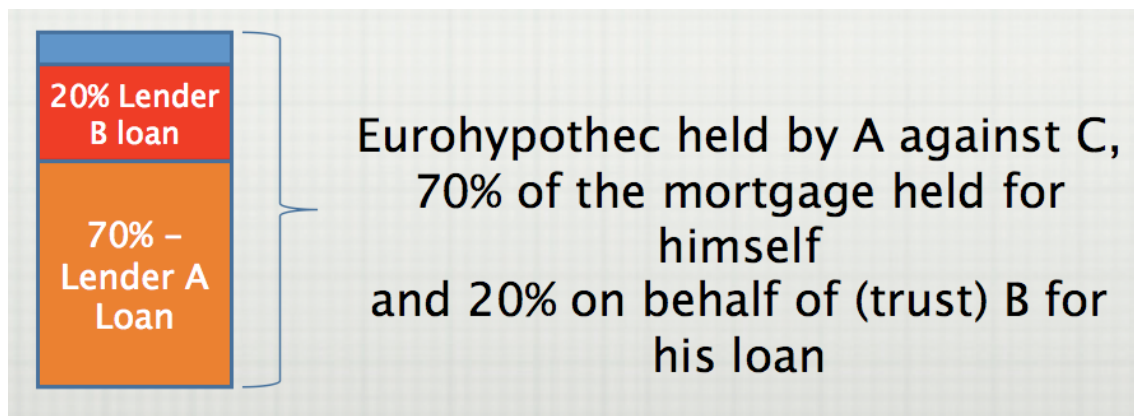 20% Lender
B loan
70% –
Lender A
Loan
Eurohypothec held by A against C,
70% of the mortgage held for
himself
and 20% on behalf of (trust) B for
his loan